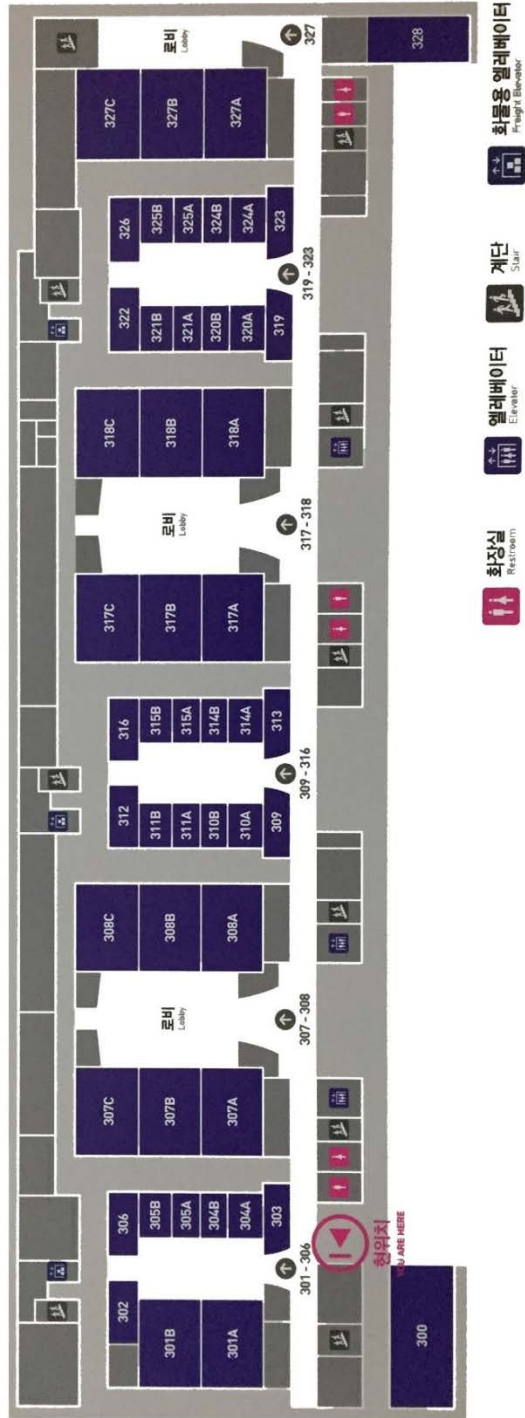 307C
308C
317C
318C
327C
302
306
312
316
322
326
301B
305B
307B
308B
311B
315B
317B
318B
321B
325B
327B
로비
Lobby
로비
Lobby
로비
Lobby
305A
311A
315A
321A
325A
304B
310B
314B
320B
324B
301A
304A
307A
308A
310A
314A
317A
318A
320A
324A
327A
303
309
313
319
323
301 - 306
307 - 308
309 - 316
317 - 318
319 - 323
327
현위치
YOU ARE HERE
300
328
화장실
Restroom
엘레베이터
Elevator
계단
Stair
화물용 엘레베이터
Freight Elevator